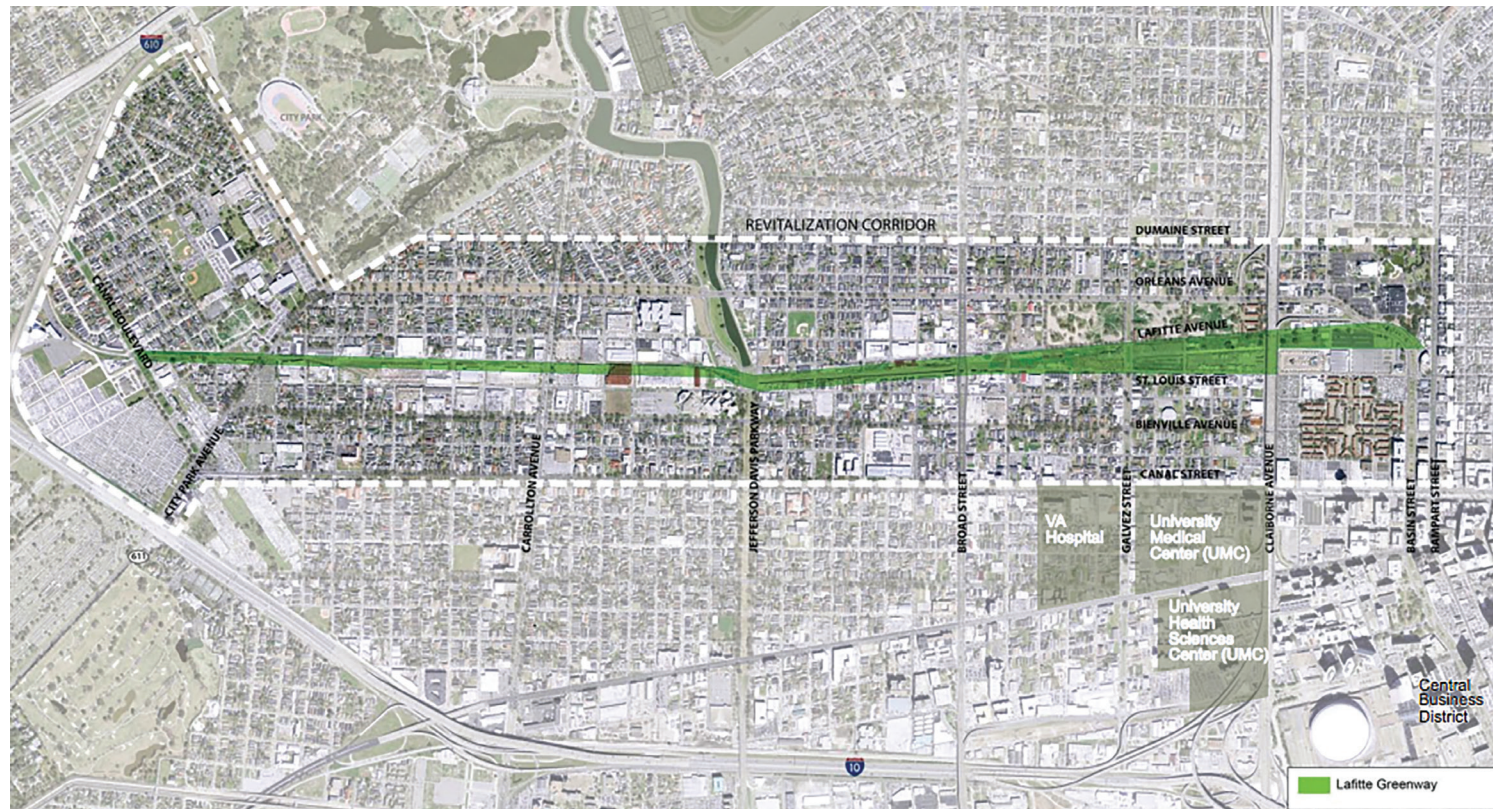 610
CITY PARK
REVITALIZATION CORRIDOR
DUMAINE STREET
ORLEANS AVENUE
CANAL BOULEVARD
LAFITTE AVENUE
ST. LOUIS STREET
BIENVILLE AVENUE
CITY PARK AVENUE
CARROLLTON AVENUE
JEFFERSON DAVIS PARKWAY
BROAD STREET
CANAL STREET
GALVEZ STREET
CLAIBORNE AVENUE
BASIN STREET
RAMPART STREET
VA
Hospital
University
Medical
Center (UMC)
611
University
Health
Sciences
Center (UMC)
Central
Business
District
10
Lafitte Greenway